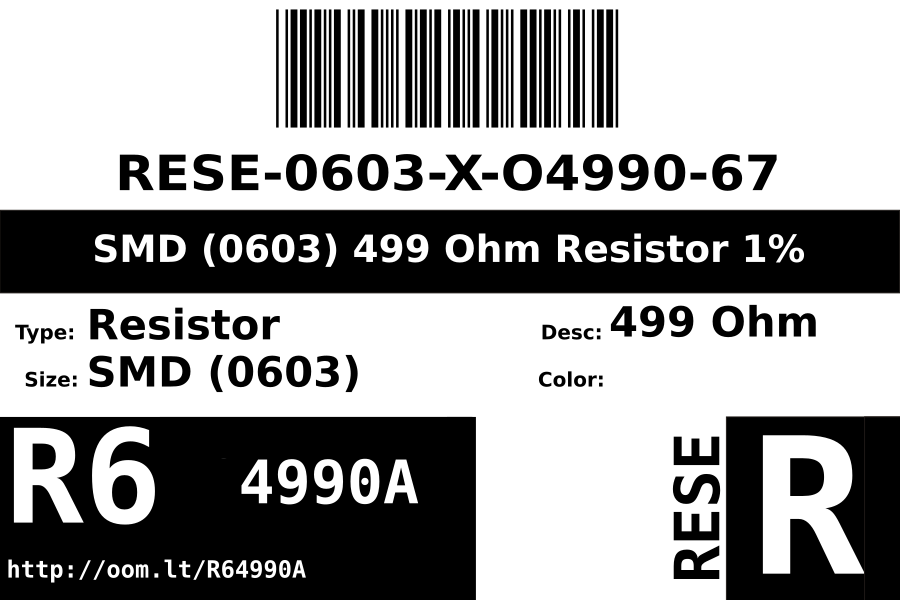 RESE-0603-X-O4990-67
SMD (0603) 499 Ohm Resistor 1%
Type: Resistor
Desc: 499 Ohm
Size: SMD (0603)
Color:
R6 4990A
http://oom.lt/R64990A
RESE
R